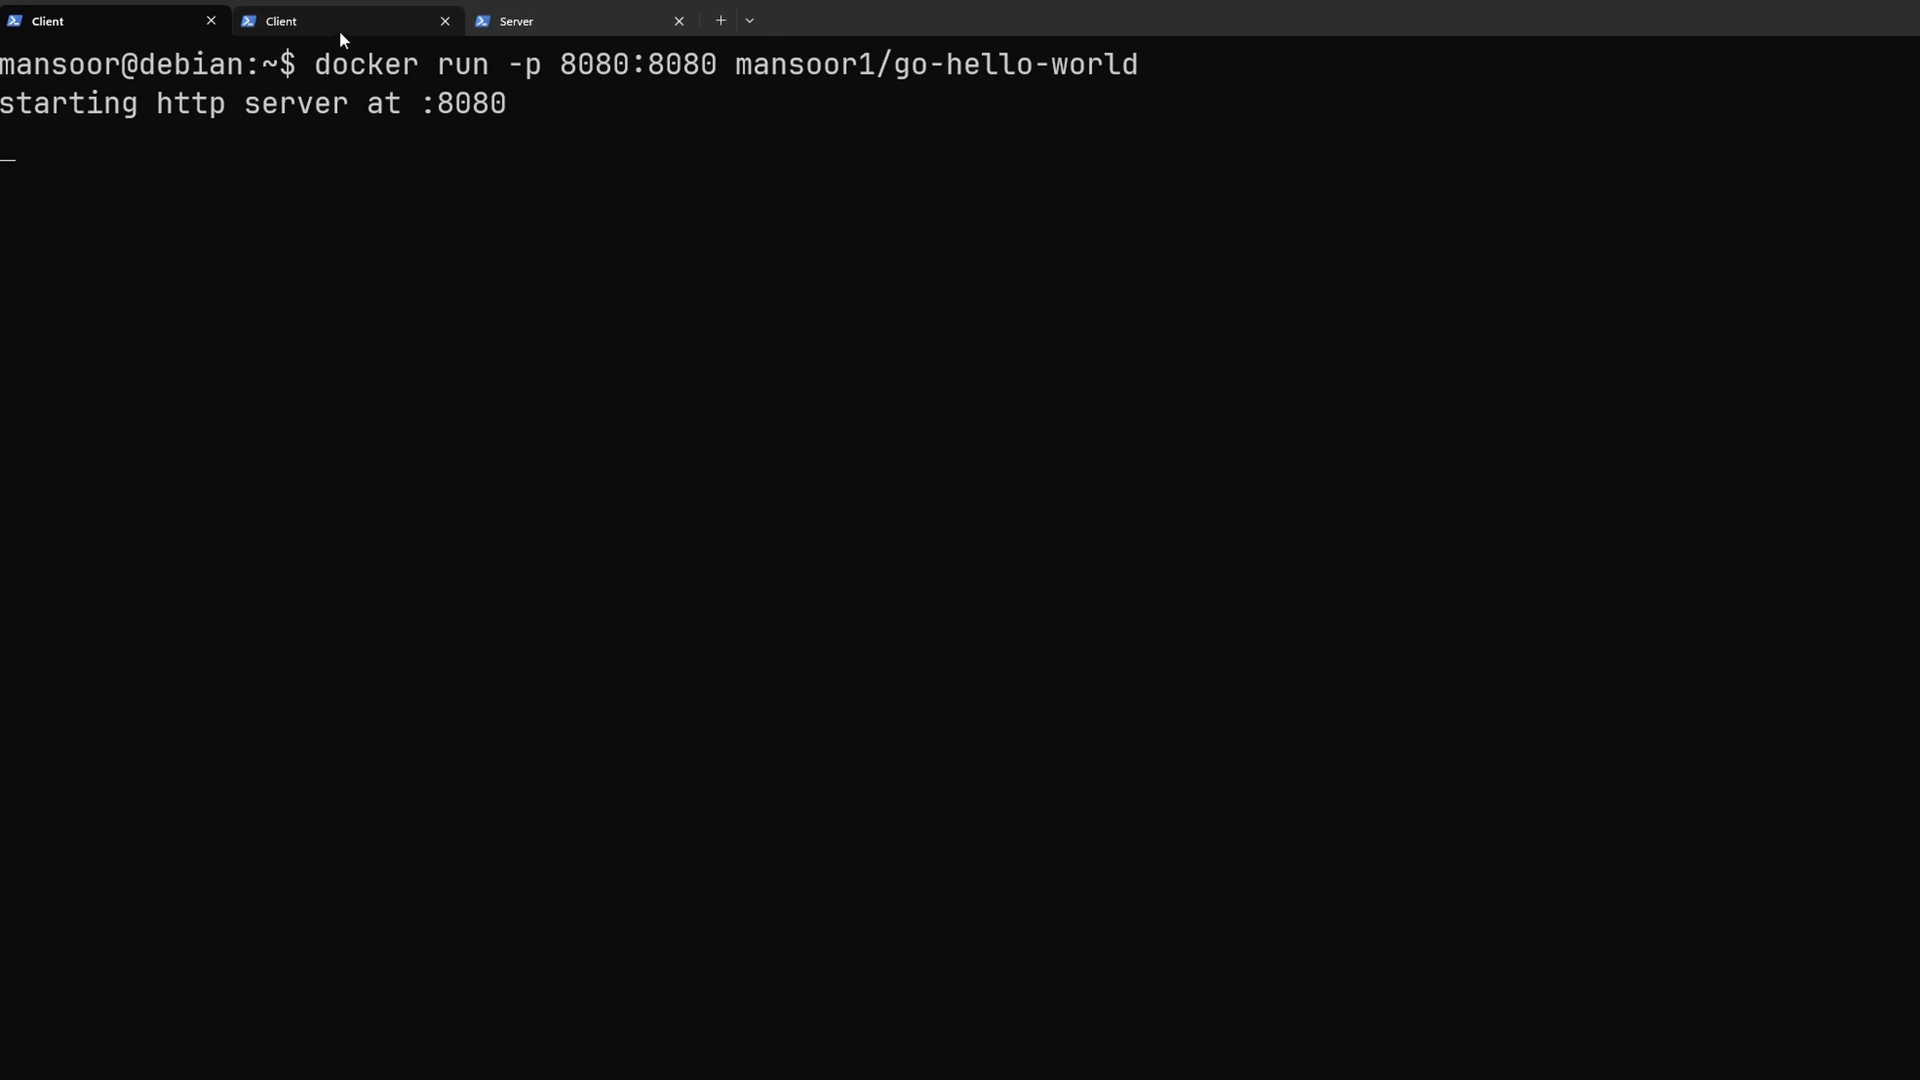 Client
Client
Server
mansoor@debian:~$ docker run -p 8080:8080 mansoor1/go-hello-world
starting http server at :8080